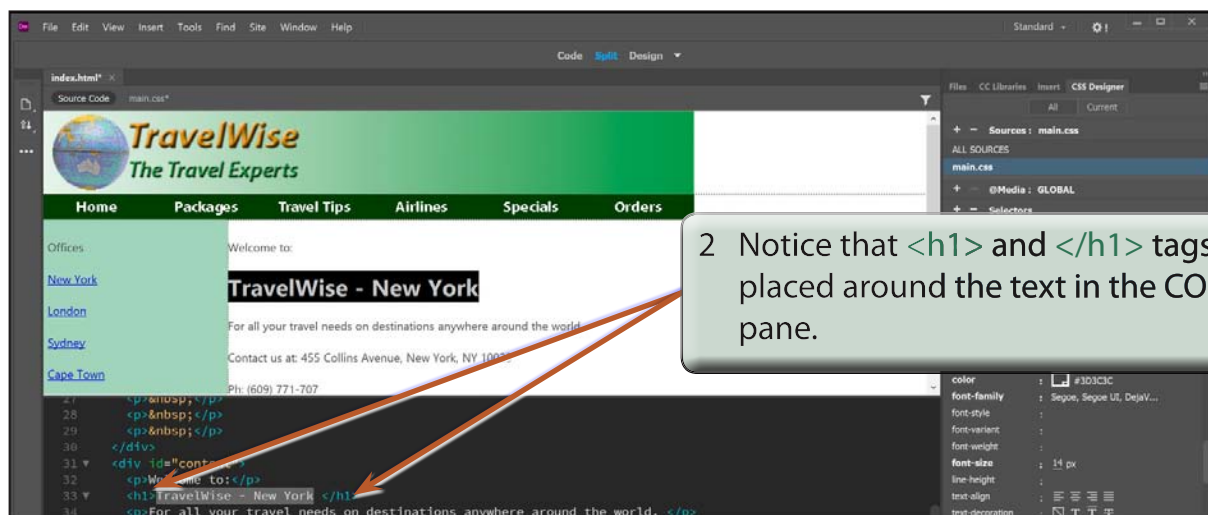 Dw File Edit View Insert Tools Find Site Window Help Standard
Code Split Design
index.html*
Source Code main.css*
Files CC Libraries Insert CSS Designer
All Current
TravelWise
The Travel Experts
+ - Sources : main.css
ALL SOURCES
main.css
+ - @Media : GLOBAL
+ - Selectors
Home Packages Travel Tips Airlines Specials Orders
Offices
New York
London
Sydney
Cape Town
Welcome to:
TravelWise - New York
For all your travel needs on destinations anywhere around the world.
Contact us at: 455 Collins Avenue, New York, NY
Ph: (609) 771-707
2 Notice that <h1> and </h1> tags
placed around the text in the CO
pane.
27 <p>&nbsp;</p>
28 <p>&nbsp;</p>
29 <p>&nbsp;</p>
30 </div>
31 <div id="content">
32 <p>Welcome to:</p>
33 <h1>TravelWise - New York </h1>
34 <p>For all your travel needs on destinations anywhere around the world. </p>
color : #3D3C3C
font-family : Segoe, Segoe UI, DejaV...
font-style :
font-variant :
font-weight :
font-size : 14 px
line-height :
text-align :
text-decoration :